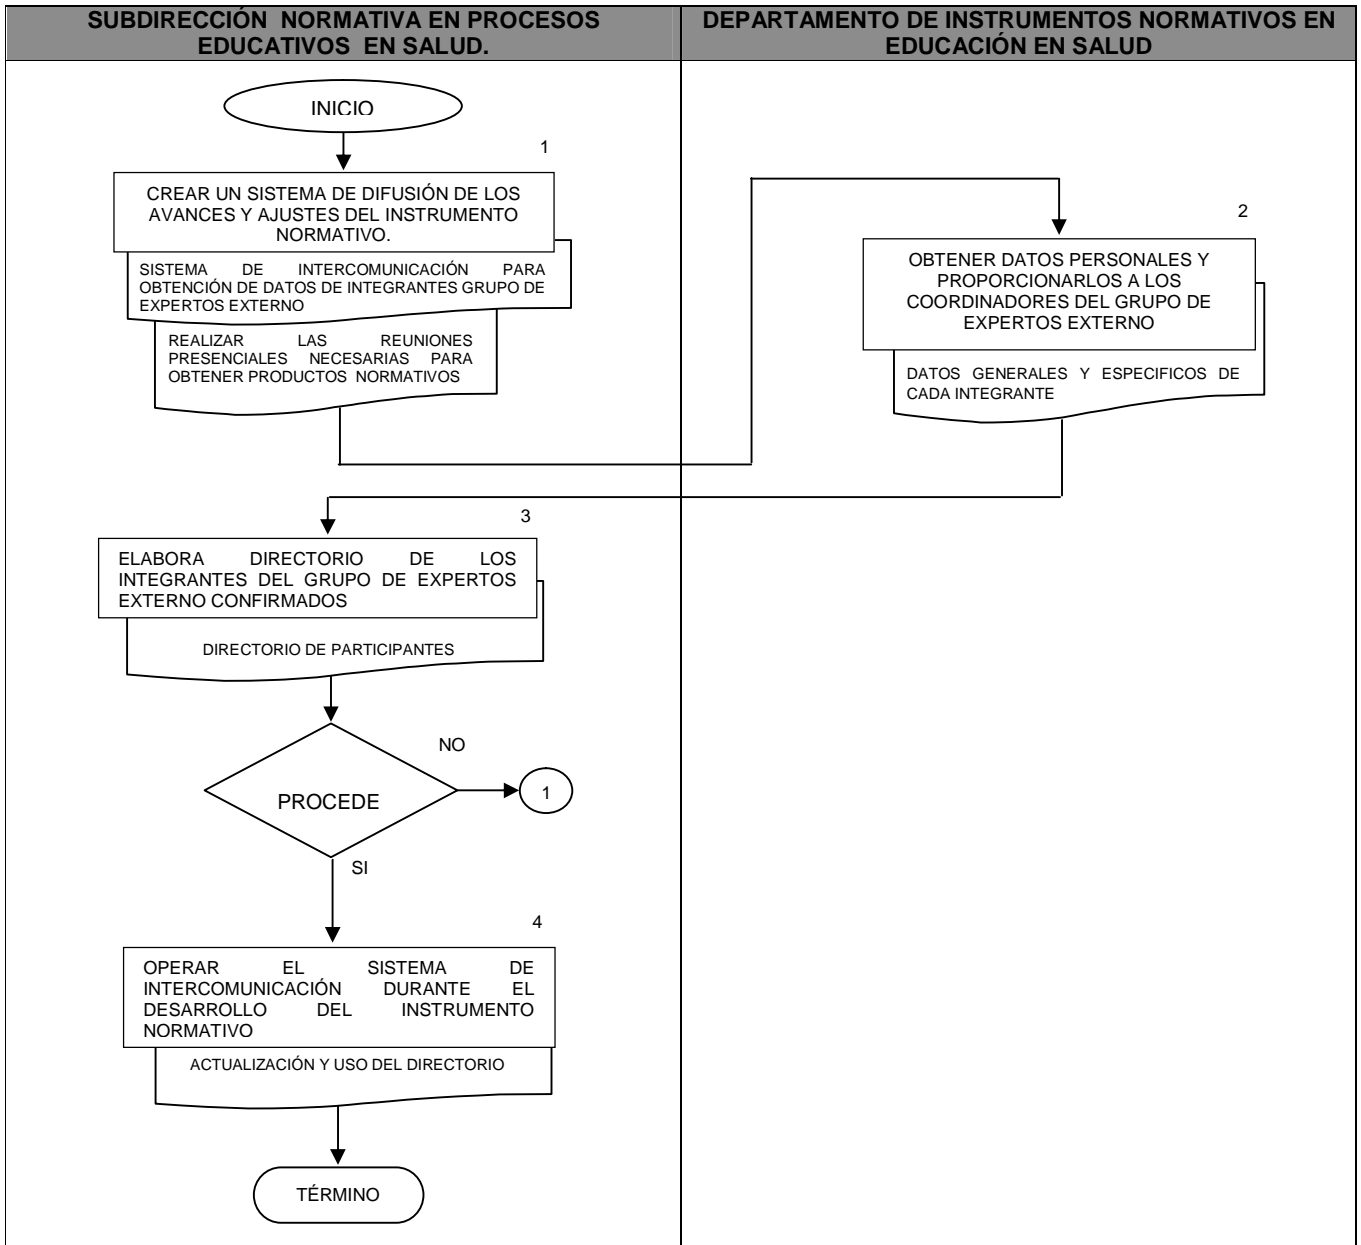 SUBDIRECCIÓN NORMATIVA EN PROCESOS
EDUCATIVOS EN SALUD.
DEPARTAMENTO DE INSTRUMENTOS NORMATIVOS EN
EDUCACIÓN EN SALUD
INICIO
1
CREAR UN SISTEMA DE DIFUSIÓN DE LOS
AVANCES Y AJUSTES DEL INSTRUMENTO
NORMATIVO.
SISTEMA DE INTERCOMUNICACIÓN PARA
OBTENCIÓN DE DATOS DE INTEGRANTES GRUPO DE
EXPERTOS EXTERNO
REALIZAR LAS REUNIONES
PRESENCIALES NECESARIAS PARA
OBTENER PRODUCTOS NORMATIVOS
2
OBTENER DATOS PERSONALES Y
PROPORCIONARLOS A LOS
COORDINADORES DEL GRUPO DE
EXPERTOS EXTERNO
DATOS GENERALES Y ESPECIFICOS DE
CADA INTEGRANTE
3
ELABORA DIRECTORIO DE LOS
INTEGRANTES DEL GRUPO DE EXPERTOS
EXTERNO CONFIRMADOS
DIRECTORIO DE PARTICIPANTES
NO
PROCEDE
1
SI
4
OPERAR EL SISTEMA DE
INTERCOMUNICACIÓN DURANTE EL
DESARROLLO DEL INSTRUMENTO
NORMATIVO
ACTUALIZACIÓN Y USO DEL DIRECTORIO
TÉRMINO